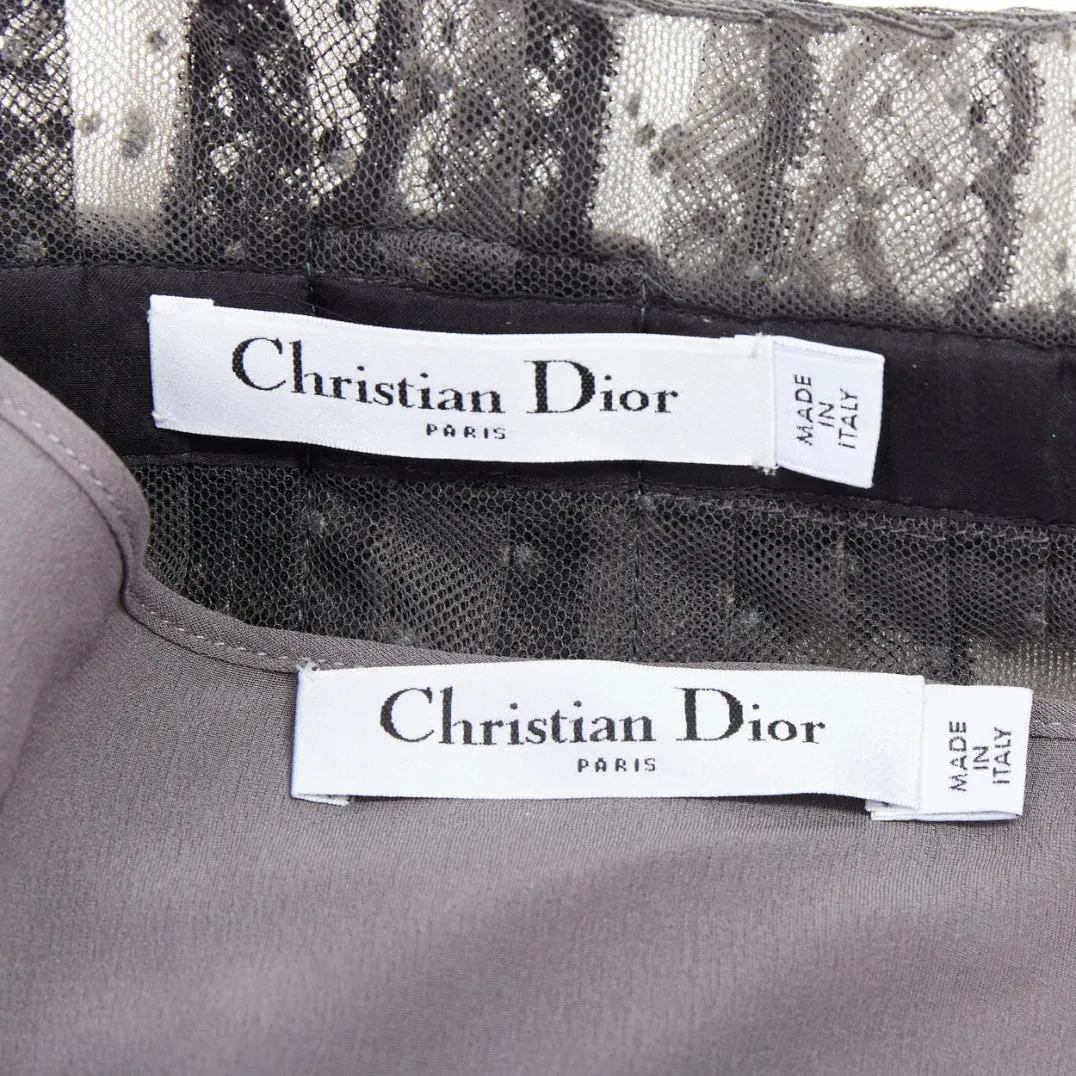 Christian Dior
PARIS
MADE
IN
ITALY
Christian Dior
PARIS
MADE
IN
ITALY